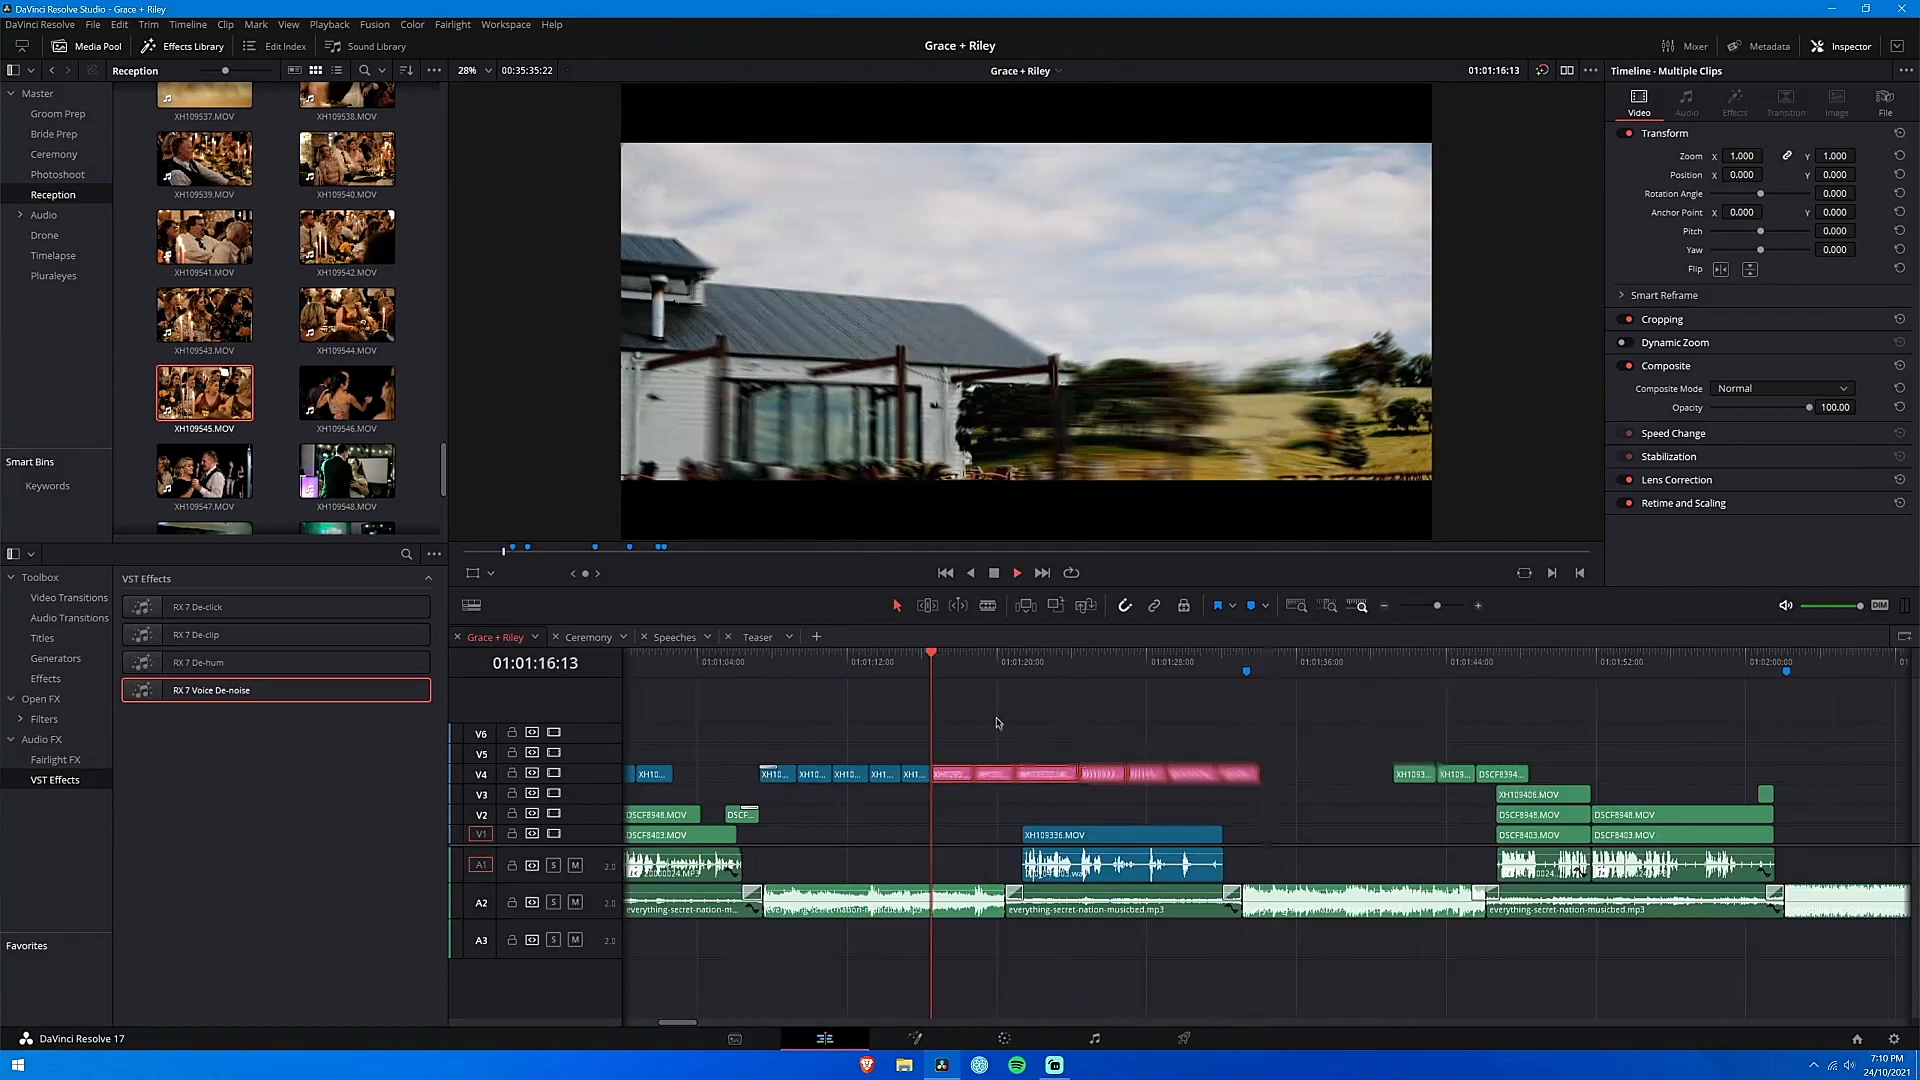 DaVinci Resolve Studio - Grace + Riley
DaVinci Resolve File Edit Trim Timeline Clip Mark View Playback Fusion Color Fairlight Workspace Help
Media Pool Effects Library Edit Index Sound Library Grace + Riley Mixer Metadata Inspector
Reception 28% 00:35:35:22 Grace + Riley 01:01:16:13 Timeline - Multiple Clips
Master
Groom Prep
Bride Prep
Ceremony
Photoshoot
Reception
Audio
Drone
Timelapse
Pluraleyes
Smart Bins
Keywords
XH109537.MOV XH109538.MOV
XH109539.MOV XH109540.MOV
XH109541.MOV XH109542.MOV
XH109543.MOV XH109544.MOV
XH109545.MOV XH109546.MOV
XH109547.MOV XH109548.MOV
Video Audio Effects Transition Image File
Transform
Zoom X 1.000 Y 1.000
Position X 0.000 Y 0.000
Rotation Angle 0.000
Anchor Point X 0.000 Y 0.000
Pitch 0.000
Yaw 0.000
Flip
Smart Reframe
Cropping
Dynamic Zoom
Composite
Composite Mode Normal
Opacity 100.00
Speed Change
Stabilization
Lens Correction
Retime and Scaling
Toolbox
Video Transitions
Audio Transitions
Titles
Generators
Effects
Open FX
Filters
Audio FX
Fairlight FX
VST Effects
Favorites
VST Effects
RX 7 De-click
RX 7 De-clip
RX 7 De-hum
RX 7 Voice De-noise
DIM
Grace + Riley Ceremony Speeches Teaser
01:01:16:13 01:01:04:00 01:01:12:00 01:01:20:00 01:01:28:00 01:01:36:00 01:01:44:00 01:01:52:00 01:02:00:00 01
V6
V5
V4 XH10... XH10... XH10... XH10... XH1... XH1... XH1093... XH109... DSCF8394...
V3 XH109406.MOV
V2 DSCF8948.MOV DSCF... DSCF8948.MOV DSCF8948.MOV
V1 DSCF8403.MOV XH109336.MOV DSCF8403.MOV DSCF8403.MOV
A1 S M 2.0
A2 S M 2.0 everything-secret-nation-m... everything-secret-nation-musicbed.mp3 everything-secret-nation-musicbed.mp3
A3 S M 2.0
DaVinci Resolve 17
7:10 PM
24/10/2021